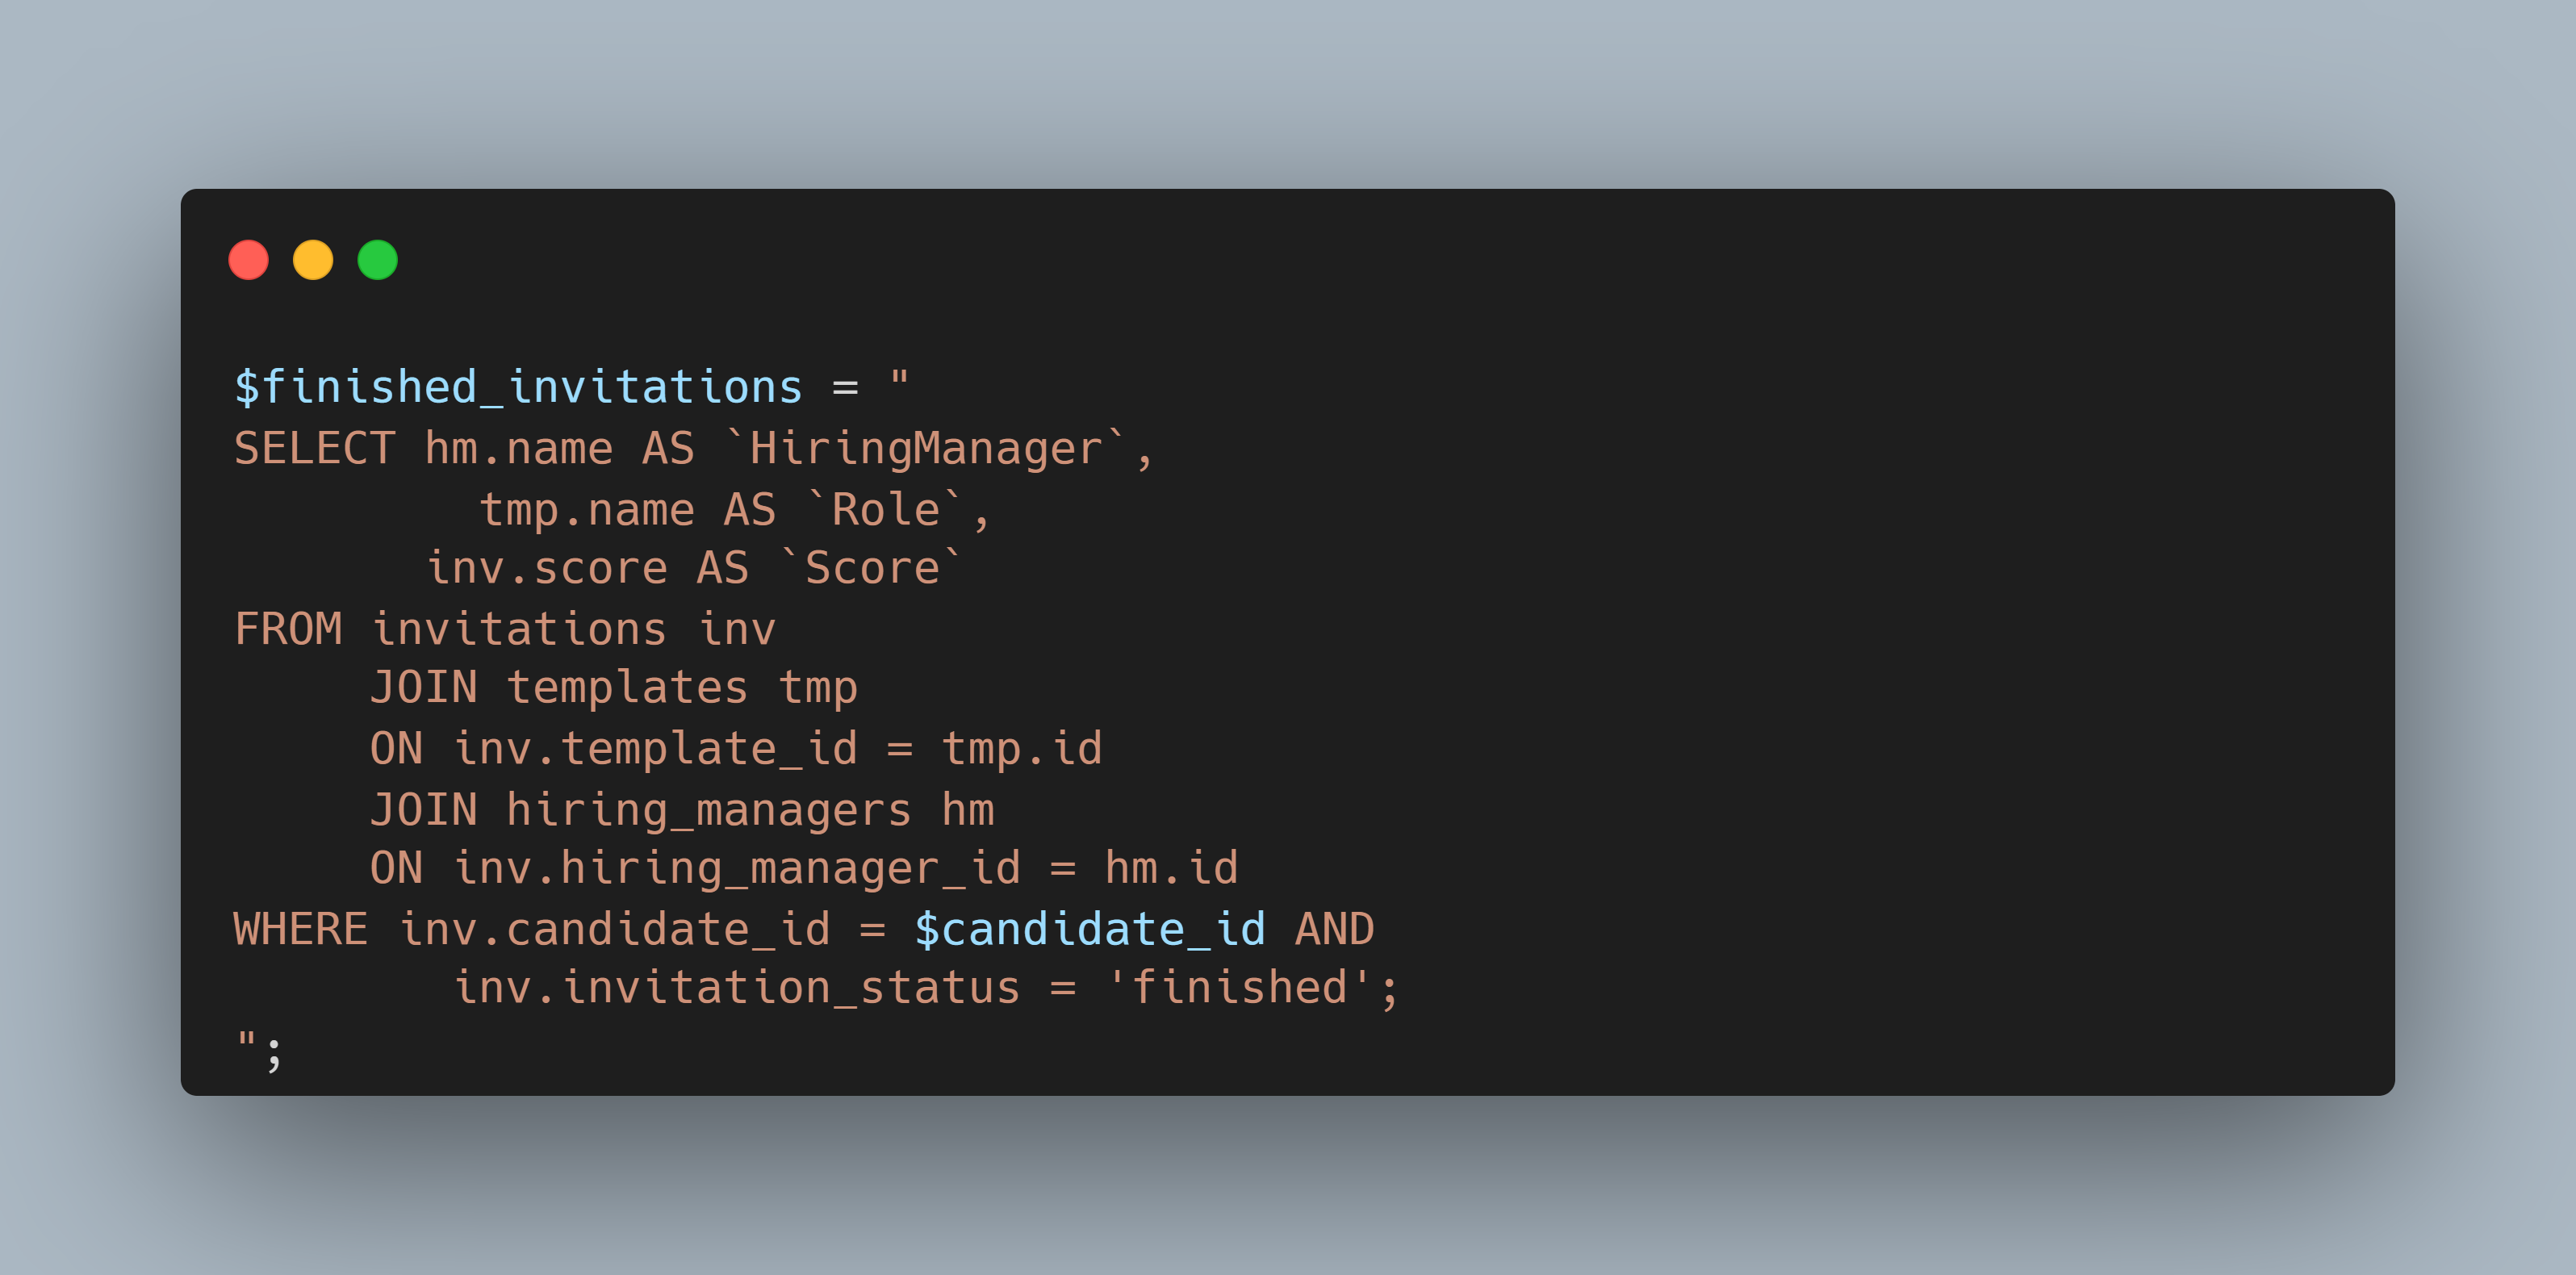 $finished_invitations = "
SELECT hm.name AS `HiringManager`,
         tmp.name AS `Role`,
       inv.score AS `Score`
FROM invitations inv
     JOIN templates tmp
     ON inv.template_id = tmp.id
     JOIN hiring_managers hm
     ON inv.hiring_manager_id = hm.id
WHERE inv.candidate_id = $candidate_id AND
        inv.invitation_status = 'finished';
";